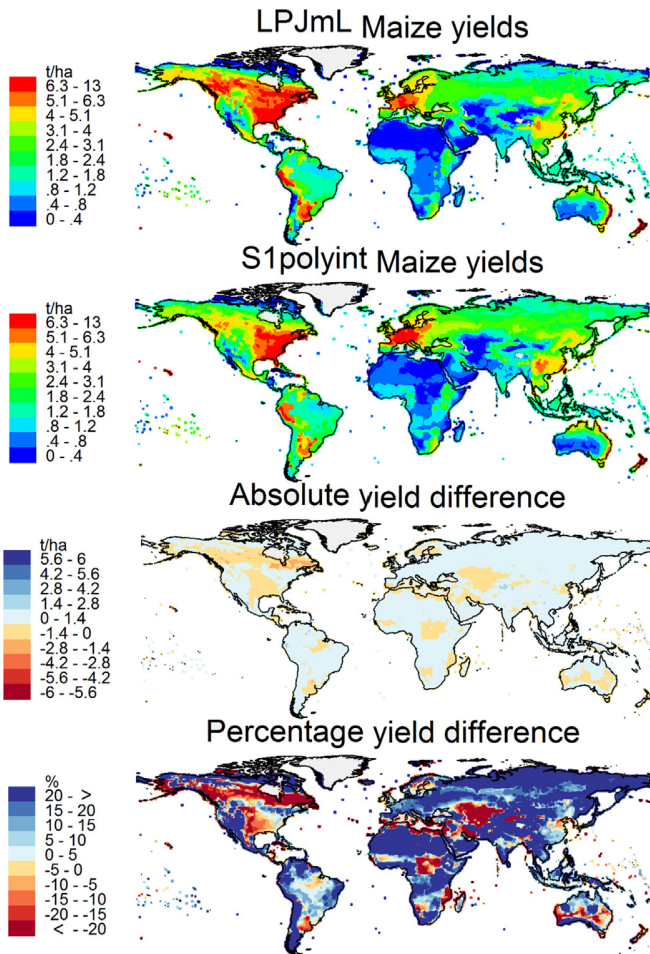 LPJmL Maize yields
t/ha
6.3 - 13
5.1 - 6.3
4 - 5.1
3.1 - 4
2.4 - 3.1
1.8 - 2.4
1.2 - 1.8
.8 - 1.2
.4 - .8
0 - .4
S1polyint Maize yields
t/ha
6.3 - 13
5.1 - 6.3
4 - 5.1
3.1 - 4
2.4 - 3.1
1.8 - 2.4
1.2 - 1.8
.8 - 1.2
.4 - .8
0 - .4
Absolute yield difference
t/ha
5.6 - 6
4.2 - 5.6
2.8 - 4.2
1.4 - 2.8
0 - 1.4
-1.4 - 0
-2.8 - -1.4
-4.2 - -2.8
-5.6 - -4.2
-6 - -5.6
Percentage yield difference
%
20 - >
15 - 20
10 - 15
5 - 10
0 - 5
-5 - 0
-10 - -5
-15 - -10
-20 - -15
< - -20